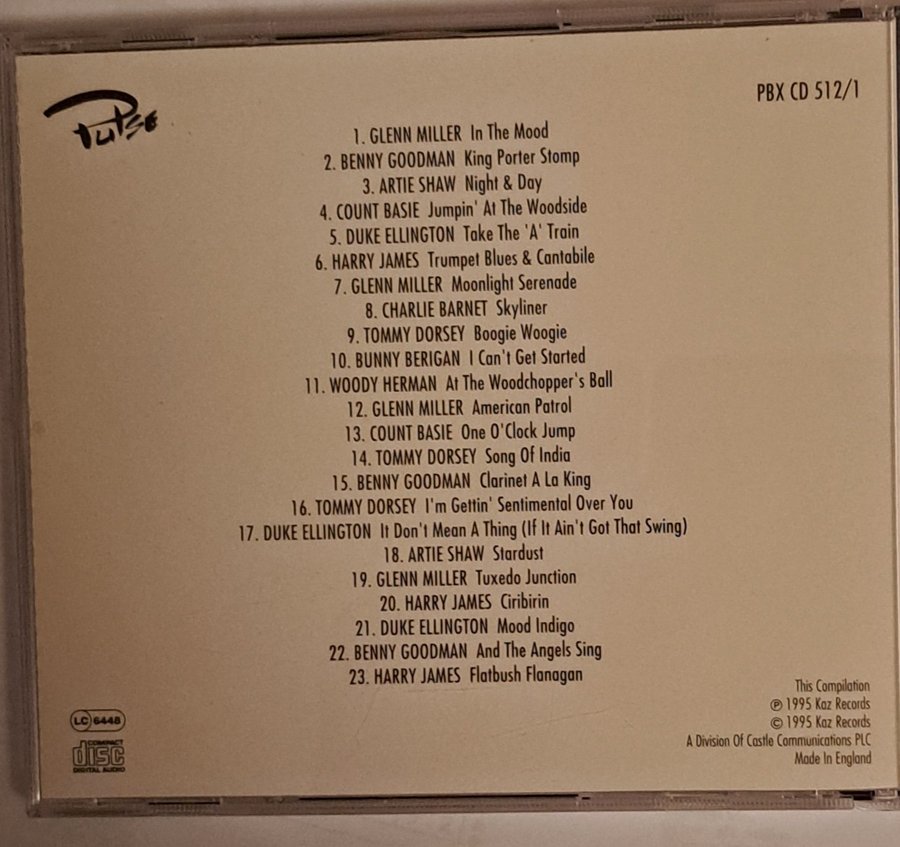 Pulse
PBX CD 512/1
1. GLENN MILLER In The Mood
2. BENNY GOODMAN King Porter Stomp
3. ARTIE SHAW Night & Day
4. COUNT BASIE Jumpin' At The Woodside
5. DUKE ELLINGTON Take The 'A' Train
6. HARRY JAMES Trumpet Blues & Cantabile
7. GLENN MILLER Moonlight Serenade
8. CHARLIE BARNET Skyliner
9. TOMMY DORSEY Boogie Woogie
10. BUNNY BERIGAN I Can't Get Started
11. WOODY HERMAN At The Woodchopper's Ball
12. GLENN MILLER American Patrol
13. COUNT BASIE One O'Clock Jump
14. TOMMY DORSEY Song Of India
15. BENNY GOODMAN Clarinet A La King
16. TOMMY DORSEY I'm Gettin' Sentimental Over You
17. DUKE ELLINGTON It Don't Mean A Thing (If It Ain't Got That Swing)
18. ARTIE SHAW Stardust
19. GLENN MILLER Tuxedo Junction
20. HARRY JAMES Ciribirin
21. DUKE ELLINGTON Mood Indigo
22. BENNY GOODMAN And The Angels Sing
23. HARRY JAMES Flatbush Flanagan
LC 6448
COMPACT
disc
DIGITAL AUDIO
This Compilation
℗ 1995 Kaz Records
© 1995 Kaz Records
A Division Of Castle Communications PLC
Made In England